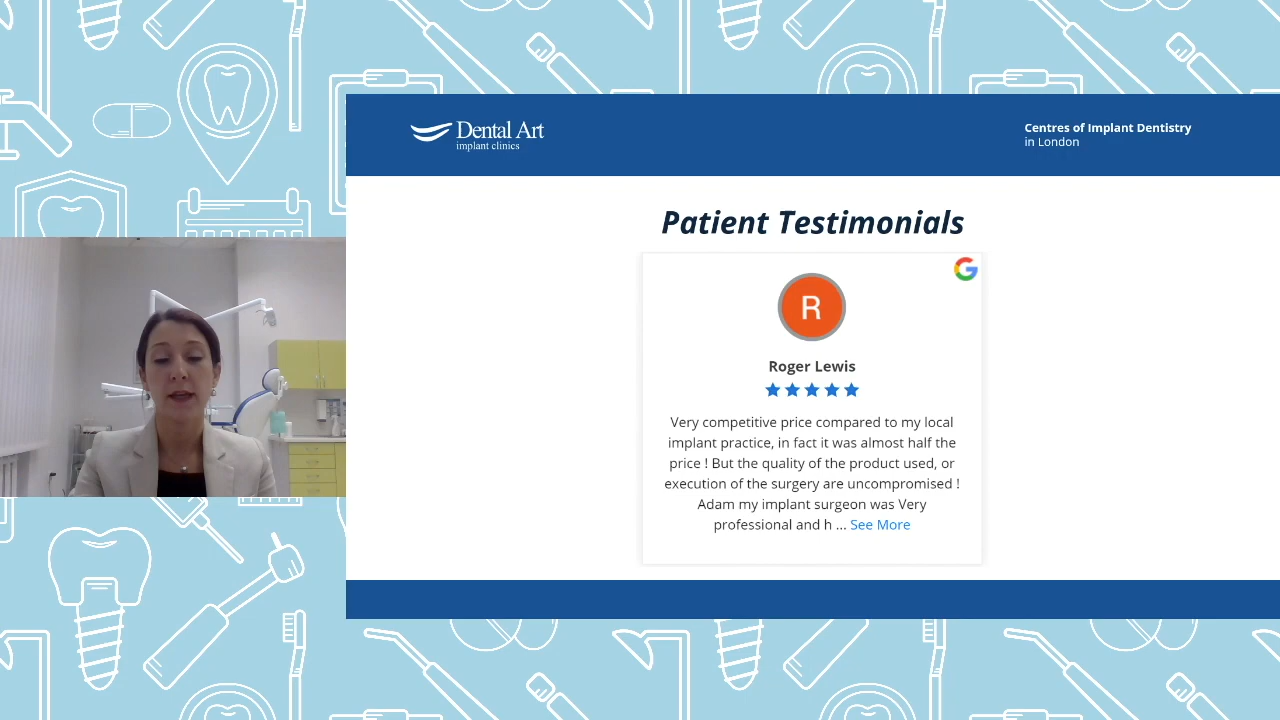 Dental Art
implant clinics
Centres of Implant Dentistry
in London
Patient Testimonials
R
Roger Lewis
Very competitive price compared to my local
implant practice, in fact it was almost half the
price ! But the quality of the product used, or
execution of the surgery are uncompromised !
Adam my implant surgeon was Very
professional and h ... See More